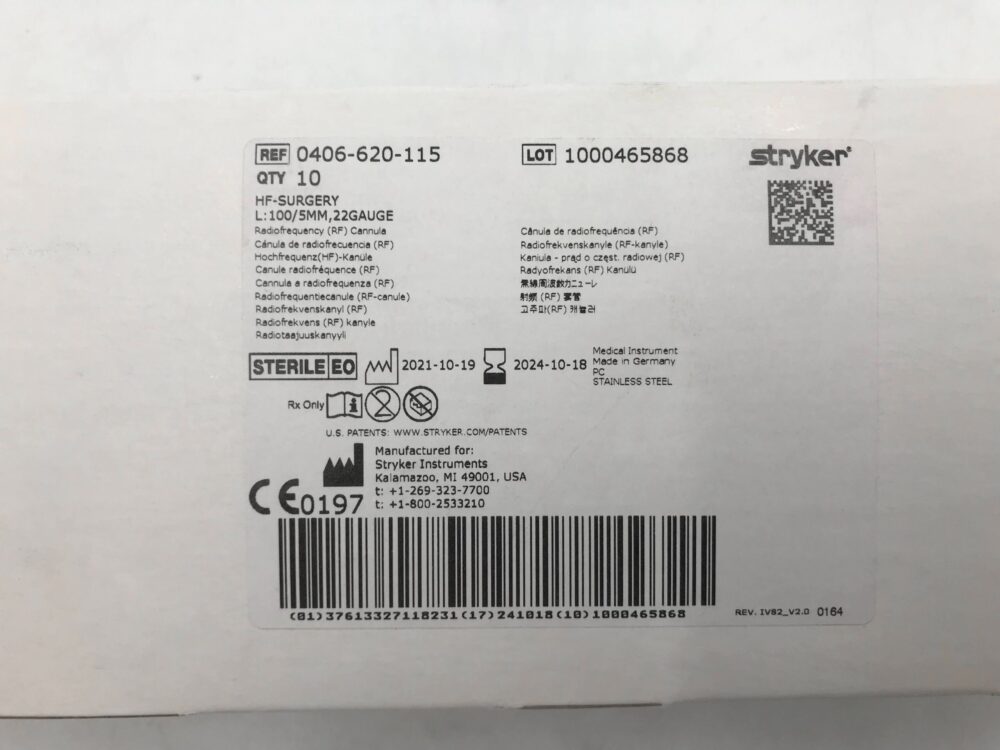 REF 0406-620-115
LOT 1000465868
stryker
QTY 10
HF-SURGERY
L:100/5MM,22GAUGE
Radiofrequency (RF) Cannula
Cánula de radiofrecuencia (RF)
Hochfrequenz(HF)-Kanüle
Canule radiofréquence (RF)
Cannula a radiofrequenza (RF)
Radiofrequentiecanule (RF-canule)
Radiofrekvenskanyl (RF)
Radiofrekvens (RF) kanyle
Radiotaajuuskanyyli
Cânula de radiofrequência (RF)
Radiofrekvenskanyle (RF-kanyle)
Kaniula - prąd o częst. radiowej (RF)
Radyofrekans (RF) Kanülü
無線周波数カニューレ
射頻 (RF) 套管
고주파(RF) 캐뉼러
STERILE EO
2021-10-19
2024-10-18
Medical Instrument
Made in Germany
PC
STAINLESS STEEL
Rx Only
U.S. PATENTS: WWW.STRYKER.COM/PATENTS
Manufactured for:
Stryker Instruments
Kalamazoo, MI 49001, USA
t: +1-269-323-7700
t: +1-800-2533210
CE0197
(01)37613327118231(17)241018(10)1000465868
REV. IVS2_V2.0 0164